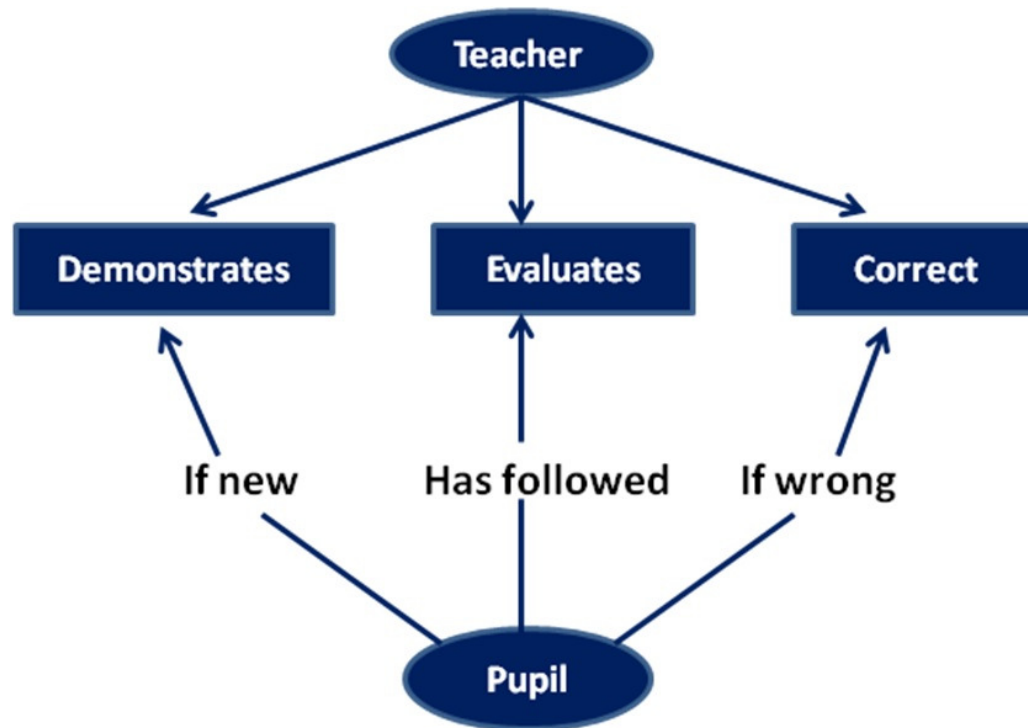 Teacher
Demonstrates
Evaluates
Correct
If new
Has followed
If wrong
Pupil